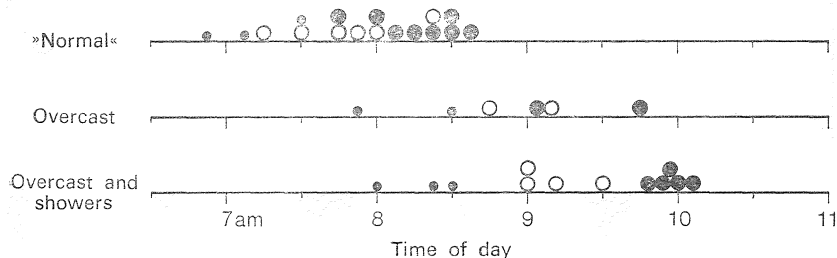 »Normal«
Overcast
Overcast and
showers
7am 8 9 10 11
Time of day